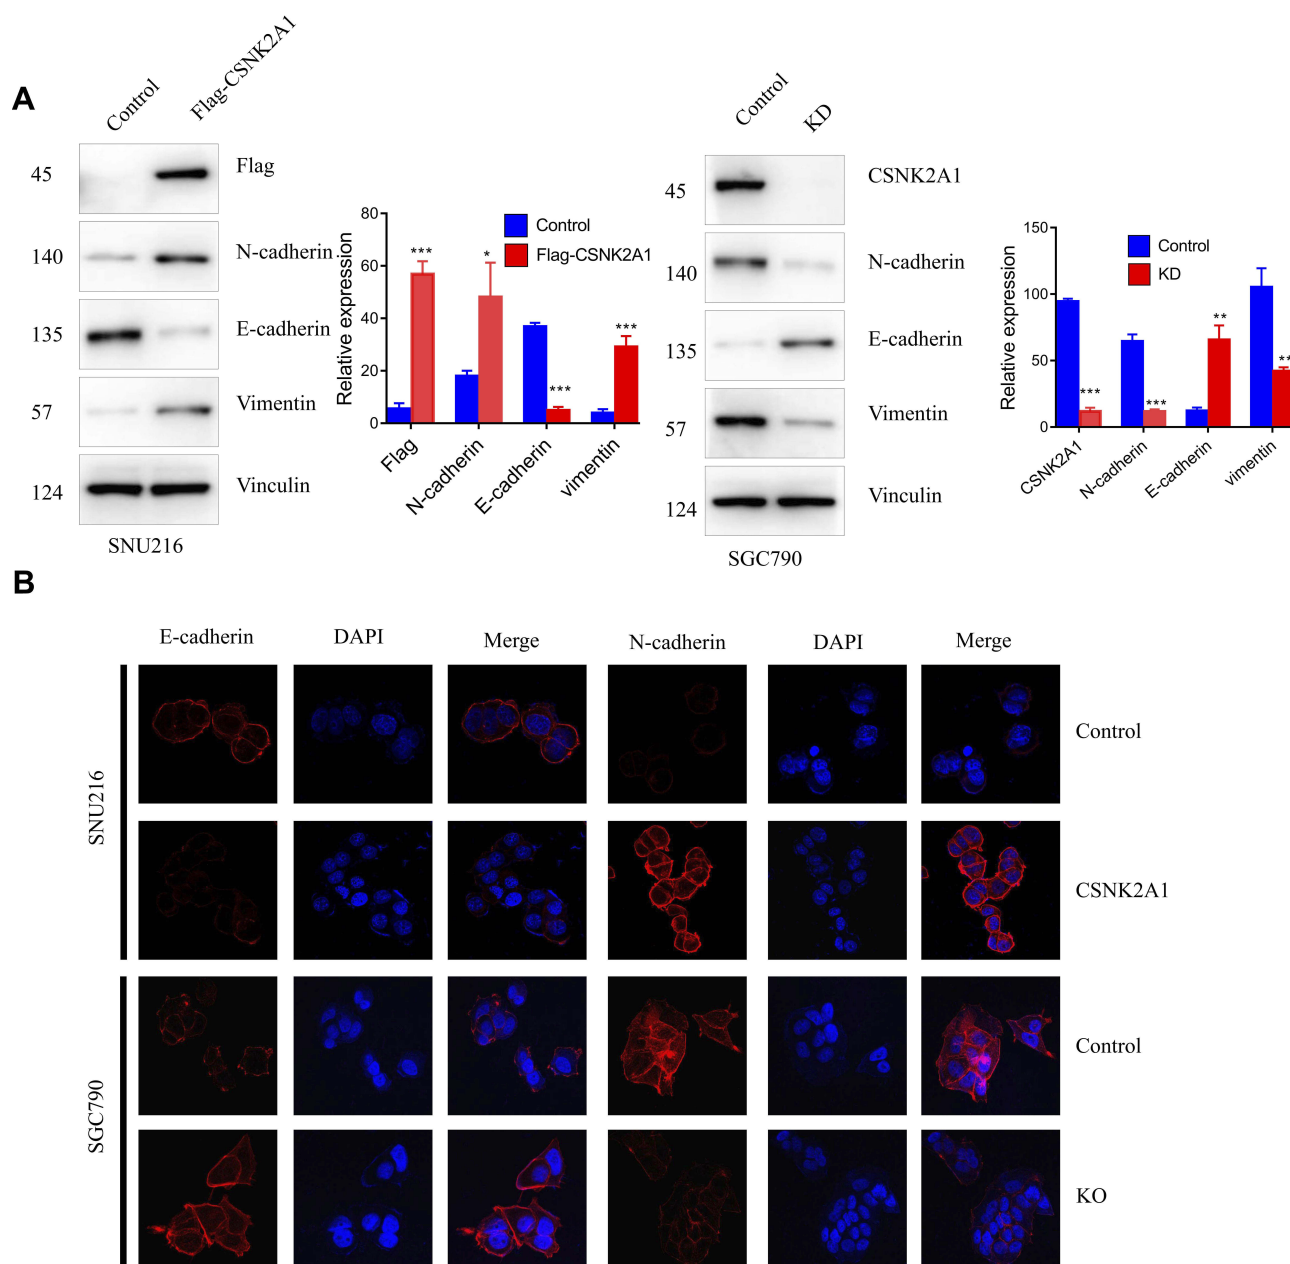 A
Control
Flag-CSNK2A1
45
Flag
140
N-cadherin
135
E-cadherin
57
Vimentin
124
Vinculin
SNU216
Relative expression
80
60
40
20
0
***
*
***
***
Control
Flag-CSNK2A1
Flag
N-cadherin
E-cadherin
vimentin
Control
KD
45
CSNK2A1
140
N-cadherin
135
E-cadherin
57
Vimentin
124
Vinculin
SGC790
Relative expression
150
100
50
0
***
***
**
**
Control
KD
CSNK2A1
N-cadherin
E-cadherin
vimentin
B
E-cadherin DAPI Merge N-cadherin DAPI Merge
SNU216
Control
CSNK2A1
SGC790
Control
KO